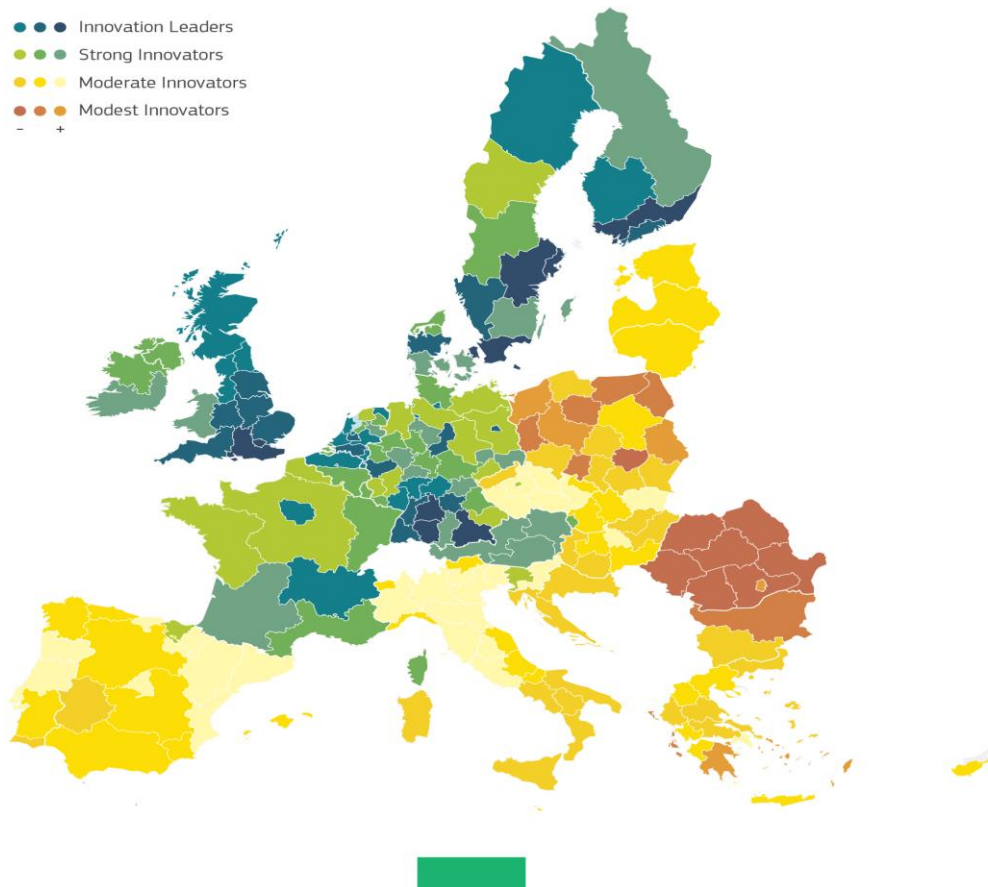 Innovation Leaders
Strong Innovators
Moderate Innovators
Modest Innovators
- +